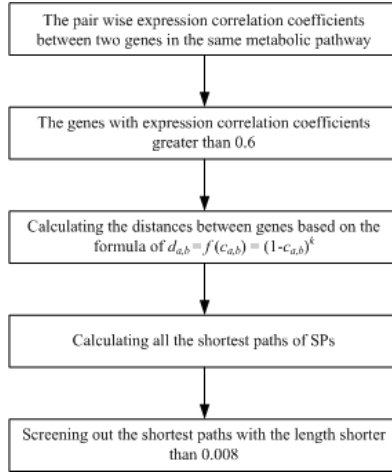 The pair wise expression correlation coefficients
between two genes in the same metabolic pathway
The genes with expression correlation coefficients
greater than 0.6
Calculating the distances between genes based on the
formula of d_{a,b} = f (c_{a,b}) = (1-c_{a,b})^k
Calculating all the shortest paths of SPs
Screening out the shortest paths with the length shorter
than 0.008